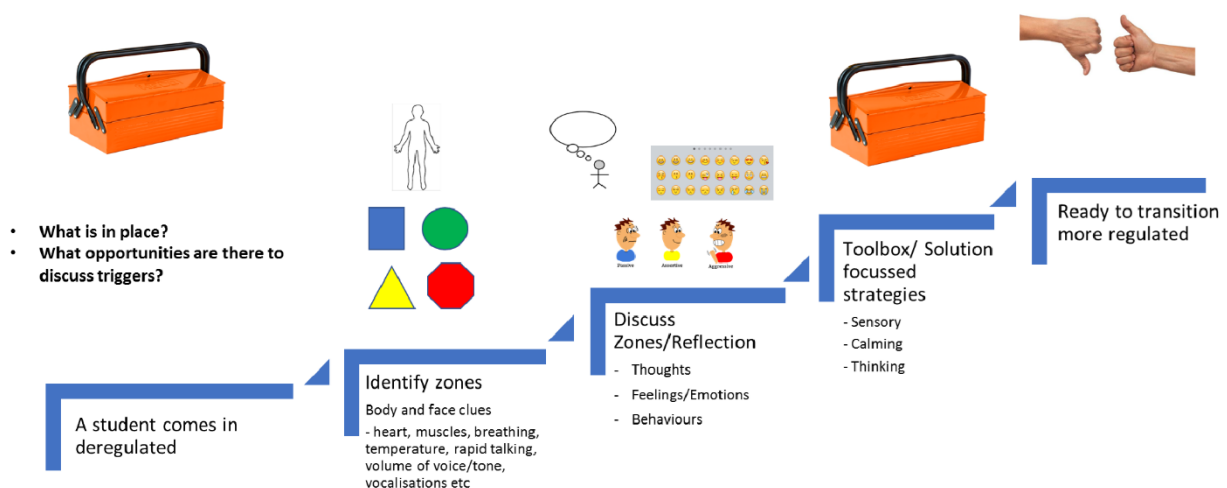 • What is in place?
• What opportunities are there to
discuss triggers?
A student comes in
deregulated
Identify zones
Body and face clues
- heart, muscles, breathing,
temperature, rapid talking,
volume of voice/tone,
vocalisations etc
Passive
Assertive
Aggressive
Discuss
Zones/Reflection
- Thoughts
- Feelings/Emotions
- Behaviours
Toolbox/ Solution
focussed
strategies
- Sensory
- Calming
- Thinking
Ready to transition
more regulated